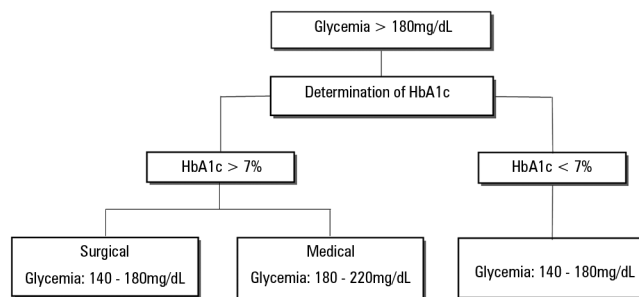 Glycemia > 180mg/dL
Determination of HbA1c
HbA1c > 7%
HbA1c < 7%
Surgical
Glycemia: 140 - 180mg/dL
Medical
Glycemia: 180 - 220mg/dL
Glycemia: 140 - 180mg/dL